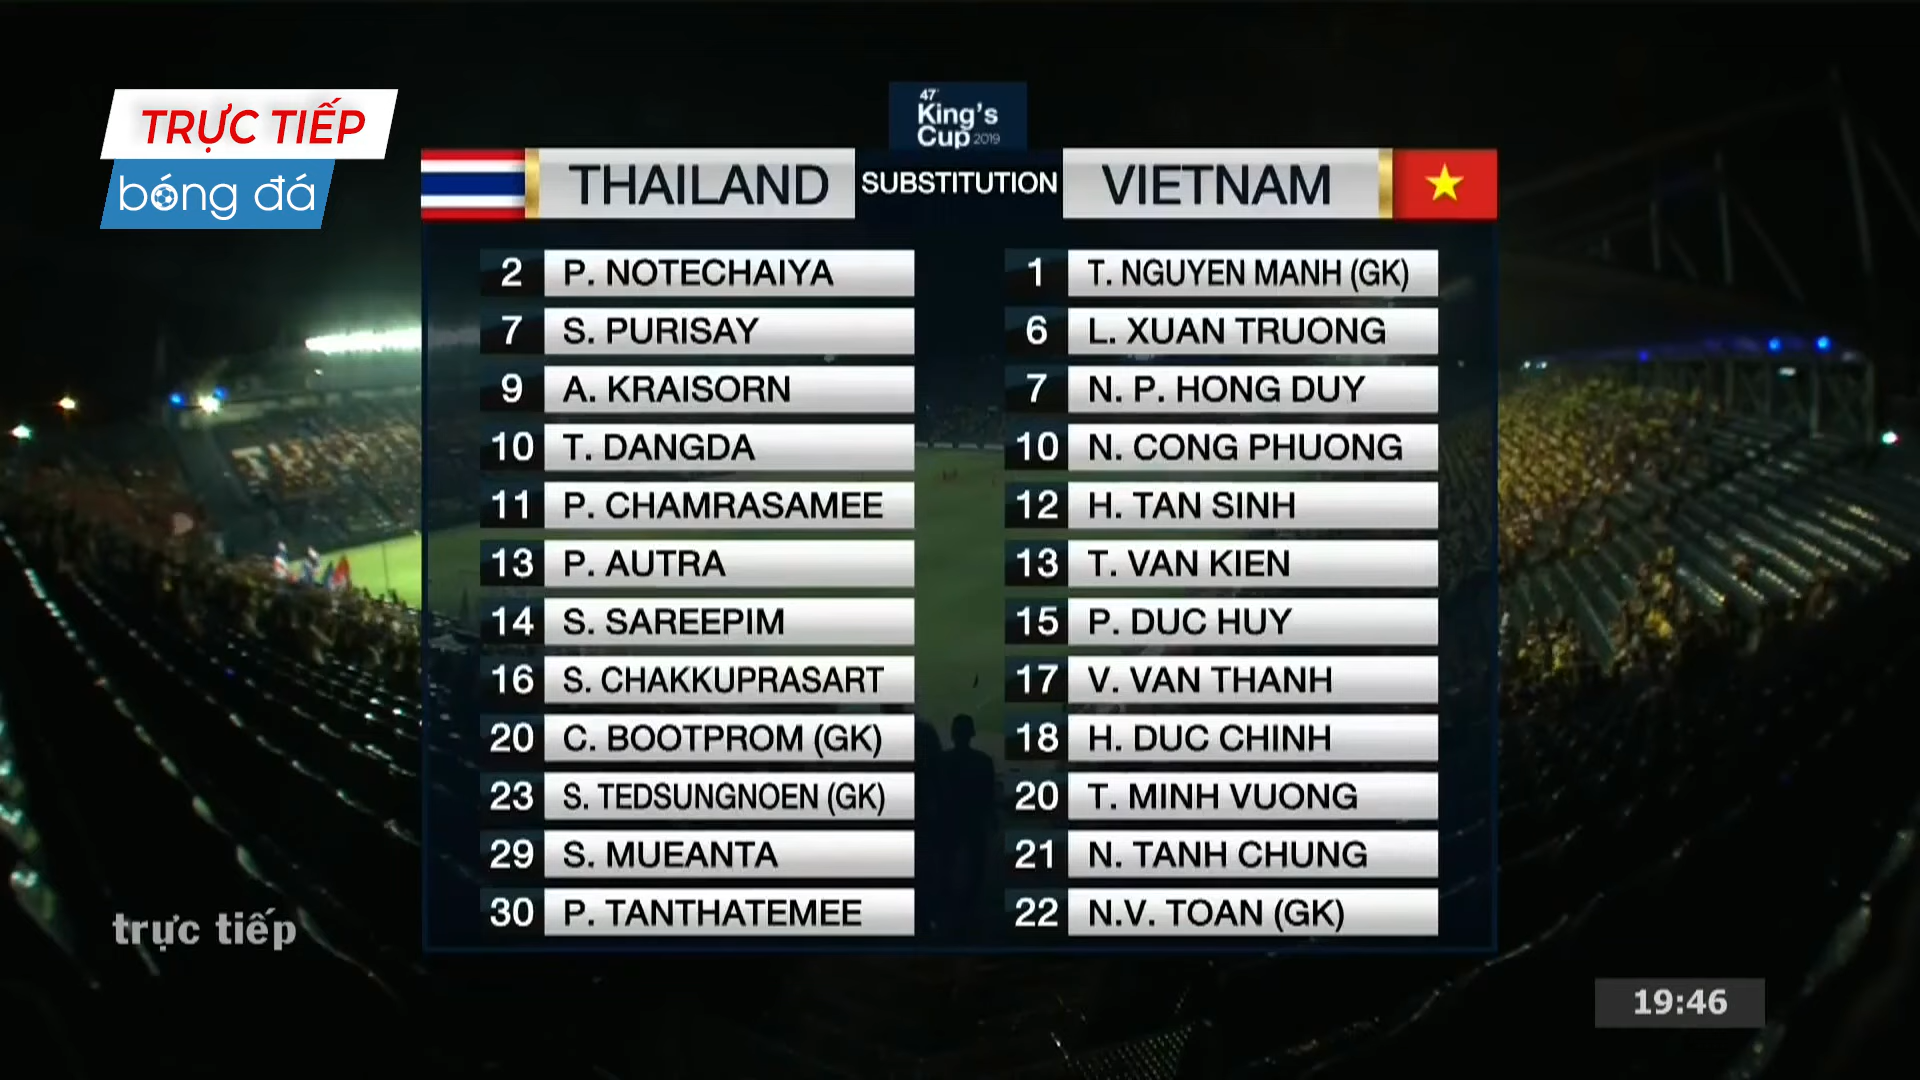 TRỰC TIẾP
bóng đá
47
King's
Cup 2019
THAILAND
SUBSTITUTION
VIETNAM
2 P. NOTECHAIYA
7 S. PURISAY
9 A. KRAISORN
10 T. DANGDA
11 P. CHAMRASAMEE
13 P. AUTRA
14 S. SAREEPIM
16 S. CHAKKUPRASART
20 C. BOOTPROM (GK)
23 S. TEDSUNGNOEN (GK)
29 S. MUEANTA
30 P. TANTHATEMEE
1 T. NGUYEN MANH (GK)
6 L. XUAN TRUONG
7 N. P. HONG DUY
10 N. CONG PHUONG
12 H. TAN SINH
13 T. VAN KIEN
15 P. DUC HUY
17 V. VAN THANH
18 H. DUC CHINH
20 T. MINH VUONG
21 N. TANH CHUNG
22 N.V. TOAN (GK)
trực tiếp
19:46